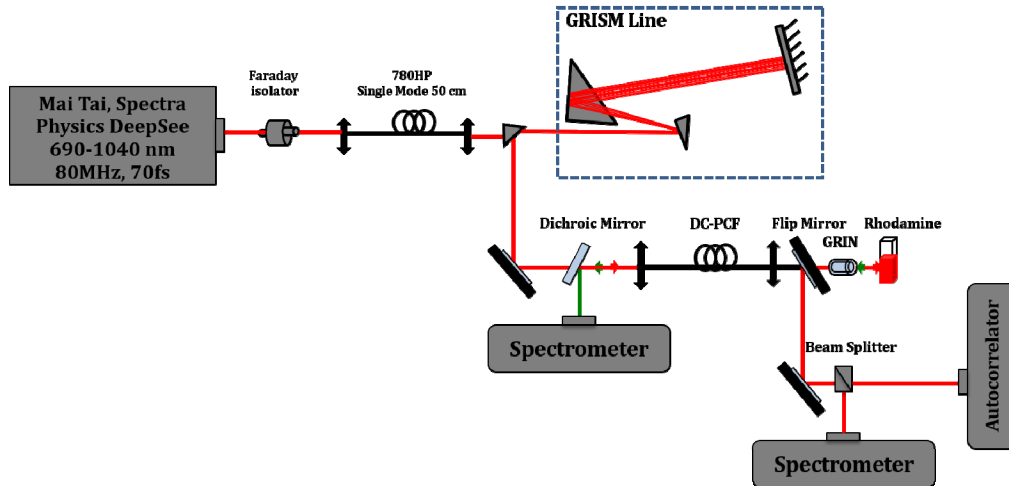 GRISM Line
Faraday
isolator
780HP
Single Mode 50 cm
Mai Tai, Spectra
Physics DeepSee
690-1040 nm
80MHz, 70fs
Dichroic Mirror
DC-PCF
Flip Mirror
Rhodamine
GRIN
Spectrometer
Beam Splitter
Autocorrelator
Spectrometer